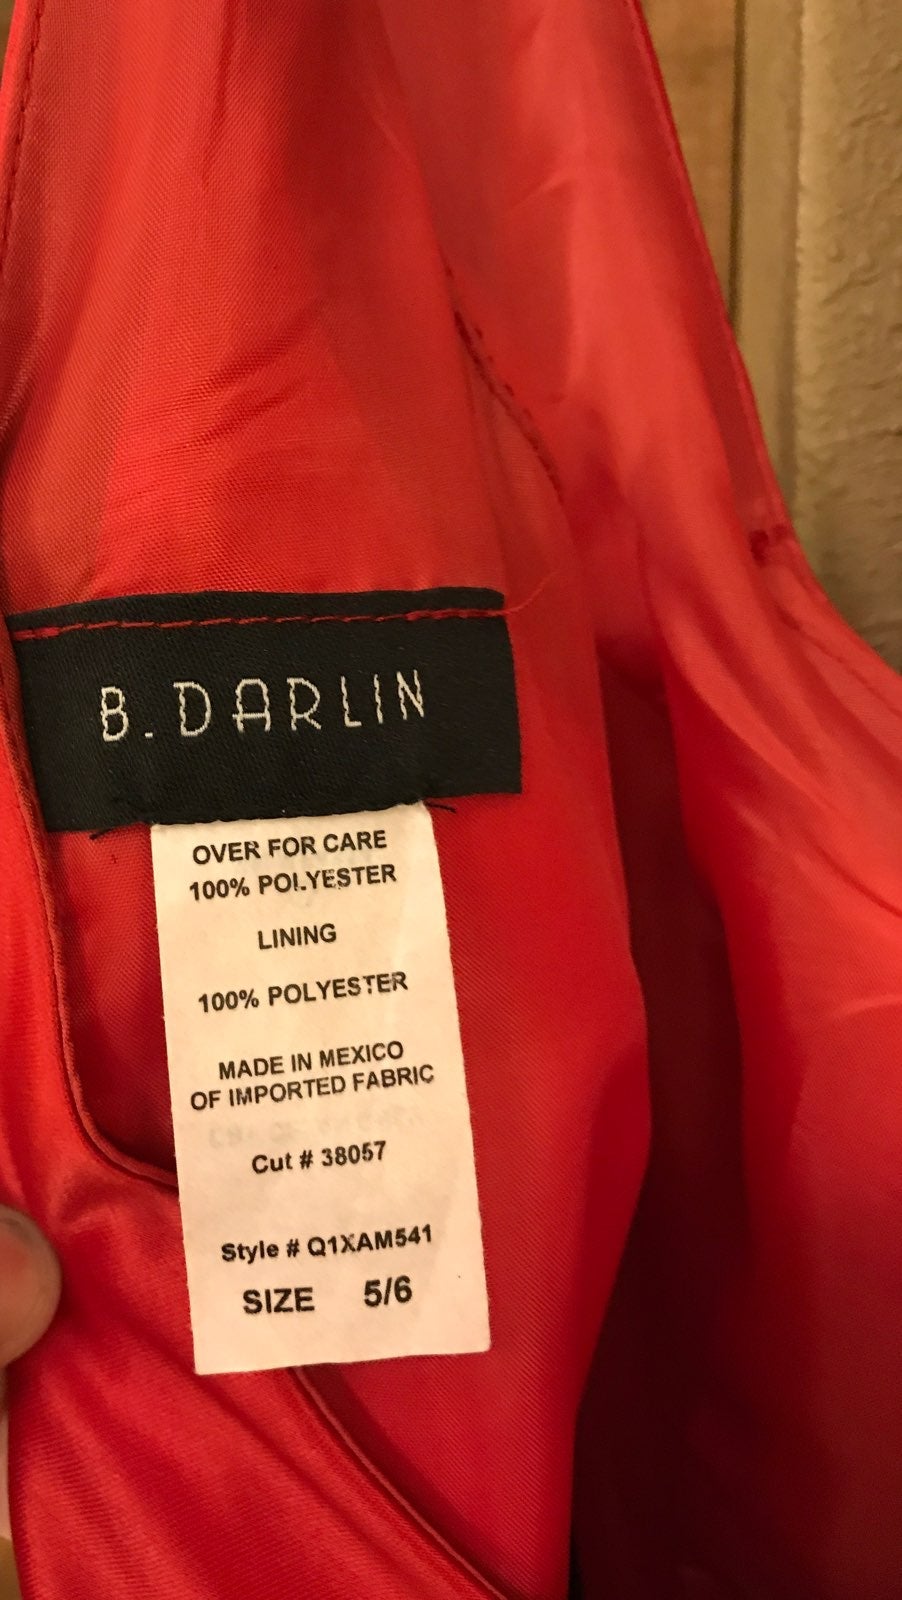 B. DARLIN
OVER FOR CARE
100% POLYESTER
LINING
100% POLYESTER
MADE IN MEXICO
OF IMPORTED FABRIC
Cut # 38057
Style # Q1XAM541
SIZE 5/6